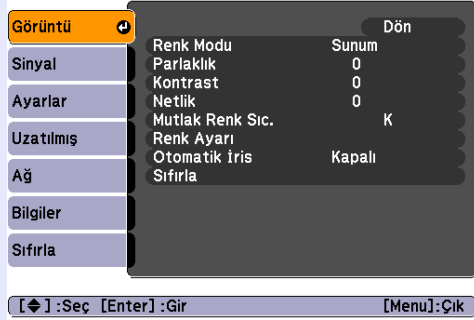 Görüntü
Sinyal
Ayarlar
Uzatılmış
Ağ
Bilgiler
Sıfırla
Dön
Renk Modu Sunum
Parlaklık 0
Kontrast 0
Netlik 0
Mutlak Renk Sıc. K
Renk Ayarı
Otomatik İris Kapalı
Sıfırla
[◆] :Seç [Enter] :Gir [Menu]:Çık